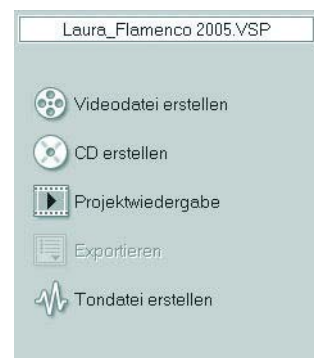 Laura_Flamenco 2005.VSP
Videodatei erstellen
CD erstellen
Projektwiedergabe
Exportieren
Tondatei erstellen